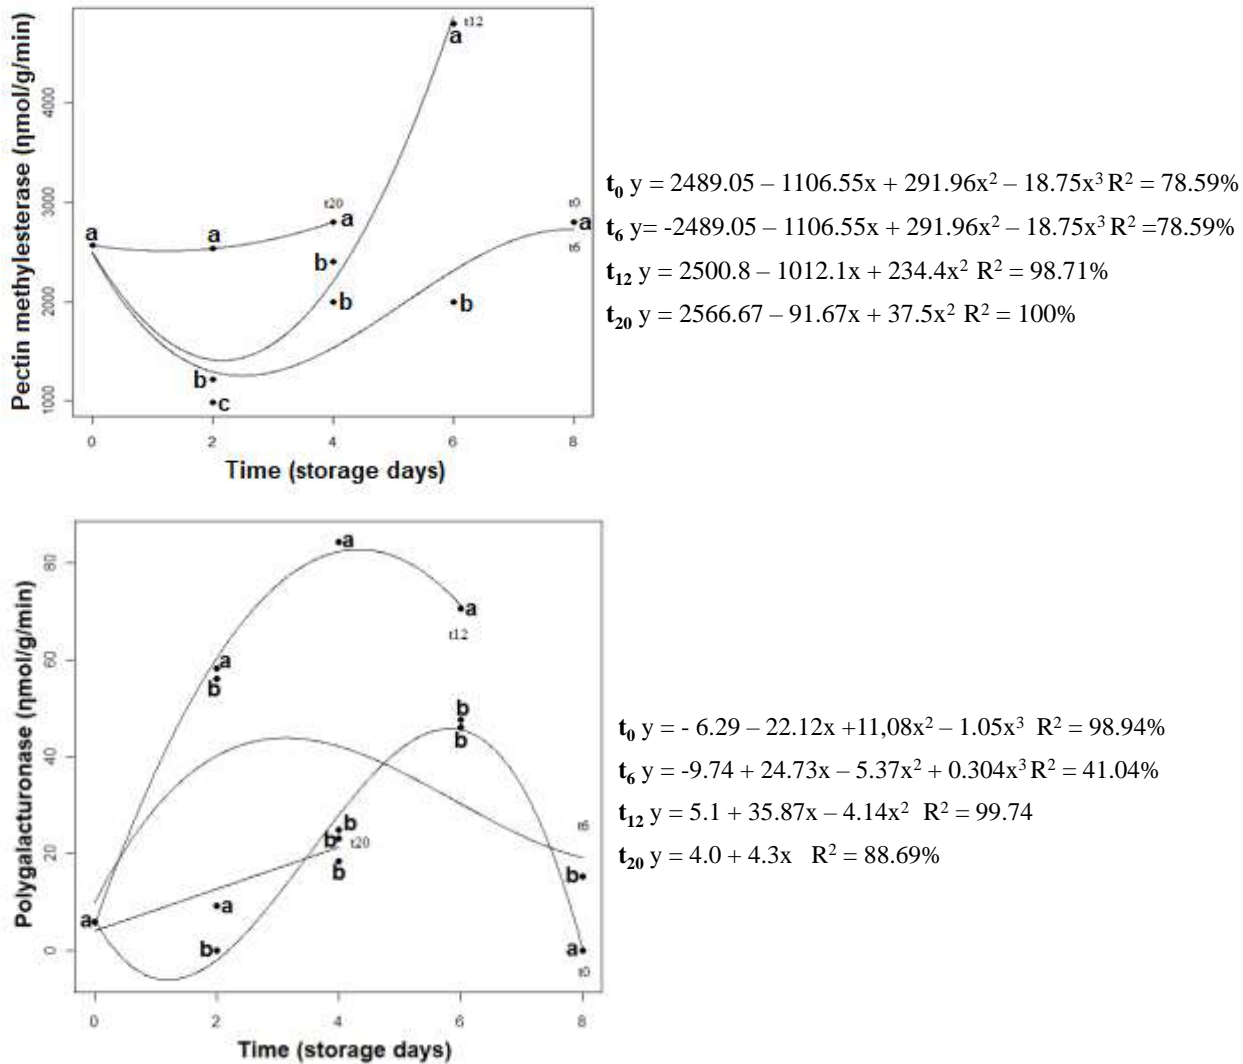 Pectin methylesterase (ηmol/g/min)
4000
3000
2000
1000
t12
a
t20
a
a
a
b
b
b
c
t0
a
t6
b
0 2 4 6 8
Time (storage days)
t₀ y = 2489.05 – 1106.55x + 291.96x² – 18.75x³ R² = 78.59%
t₆ y= -2489.05 – 1106.55x + 291.96x² – 18.75x³ R² =78.59%
t₁₂ y = 2500.8 – 1012.1x + 234.4x² R² = 98.71%
t₂₀ y = 2566.67 – 91.67x + 37.5x² R² = 100%
Polygalacturonase (ηmol/g/min)
80
60
40
20
0
a
a
t12
a
b
b
b
t6
b
b
t20
b
b
a
a
b
a
t0
0 2 4 6 8
Time (storage days)
t₀ y = - 6.29 – 22.12x +11,08x² – 1.05x³ R² = 98.94%
t₆ y = -9.74 + 24.73x – 5.37x² + 0.304x³ R² = 41.04%
t₁₂ y = 5.1 + 35.87x – 4.14x² R² = 99.74
t₂₀ y = 4.0 + 4.3x R² = 88.69%